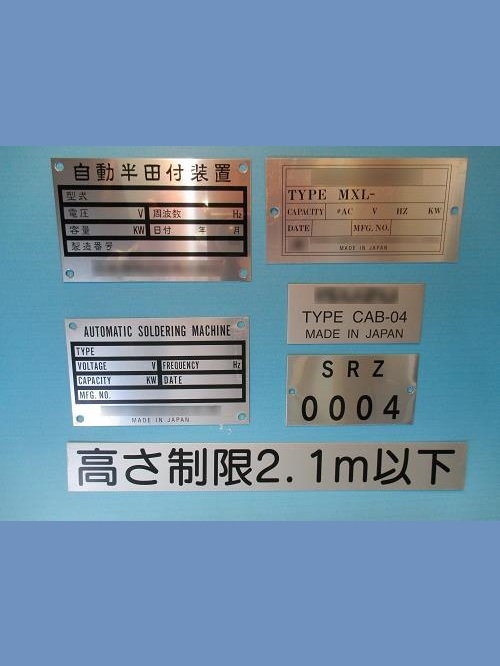 自動半田付装置
型式
電圧 V 周波数 Hz
容量 KW 日付 年 月
製造番号
TYPE MXL-
CAPACITY φAC V HZ KW
DATE MFG. NO.
MADE IN JAPAN
TYPE CAB-04
MADE IN JAPAN
AUTOMATIC SOLDERING MACHINE
TYPE
VOLTAGE V FREQUENCY Hz
CAPACITY KW DATE
MFG. NO.
MADE IN JAPAN
SRZ
0004
高さ制限2.1m以下